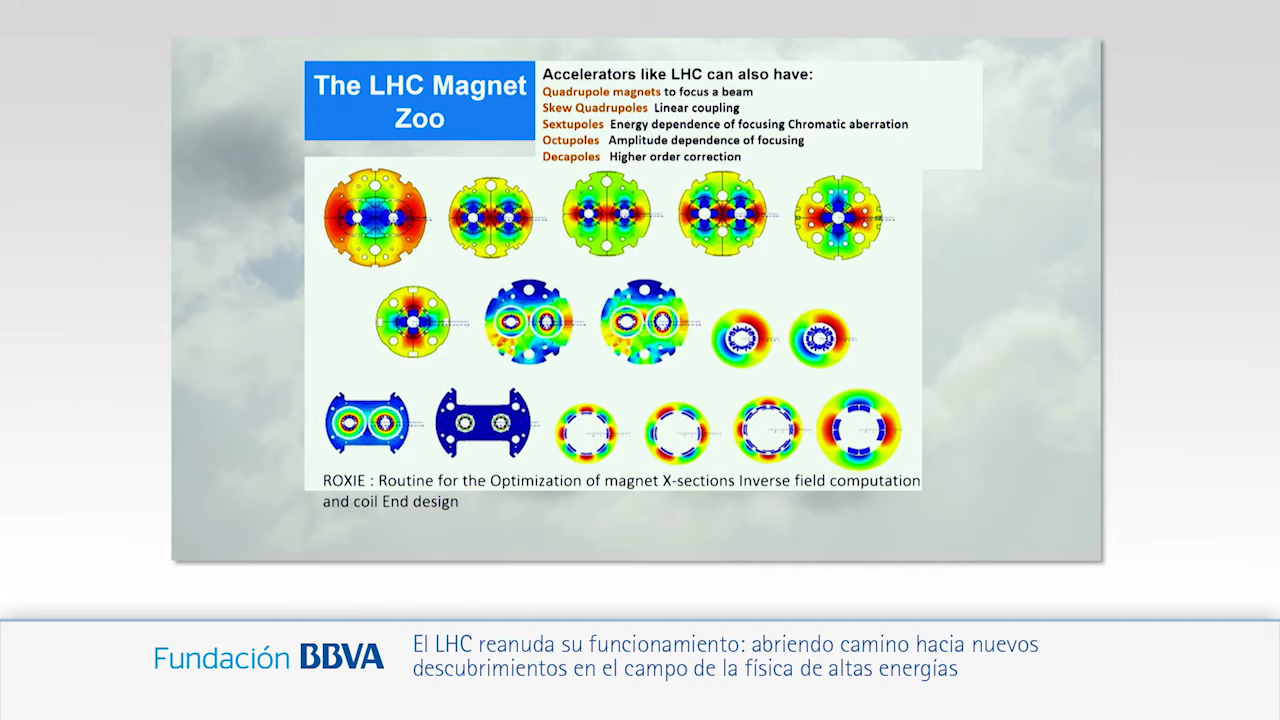 The LHC Magnet
Zoo
Accelerators like LHC can also have:
Quadrupole magnets to focus a beam
Skew Quadrupoles Linear coupling
Sextupoles Energy dependence of focusing Chromatic aberration
Octupoles Amplitude dependence of focusing
Decapoles Higher order correction
ROXIE : Routine for the Optimization of magnet X-sections Inverse field computation
and coil End design
Fundación BBVA
El LHC reanuda su funcionamiento: abriendo camino hacia nuevos
descubrimientos en el campo de la física de altas energías